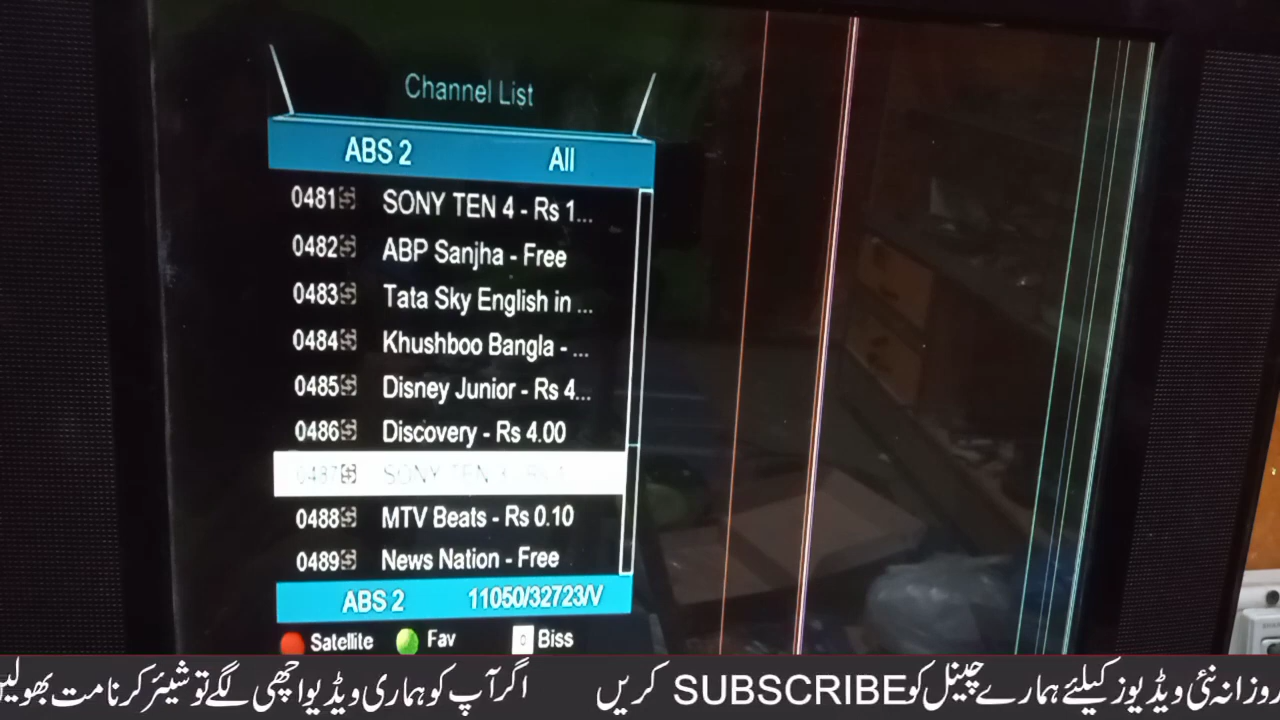 Channel List
ABS 2 All
0481 SONY TEN 4 - Rs 1...
0482 ABP Sanjha - Free
0483 Tata Sky English in ...
0484 Khushboo Bangla - ...
0485 Disney Junior - Rs 4...
0486 Discovery - Rs 4.00
0487 SONY TEN
0488 MTV Beats - Rs 0.10
0489 News Nation - Free
ABS 2 11050/32723/V
Satellite Fav 0 Biss
روزانہ نئی ویڈیوز کیلئے ہمارے چینل کو SUBSCRIBE کریں اگر آپ کو ہماری ویڈیو اچھی لگے تو شیئر کرنا مت بھولیں